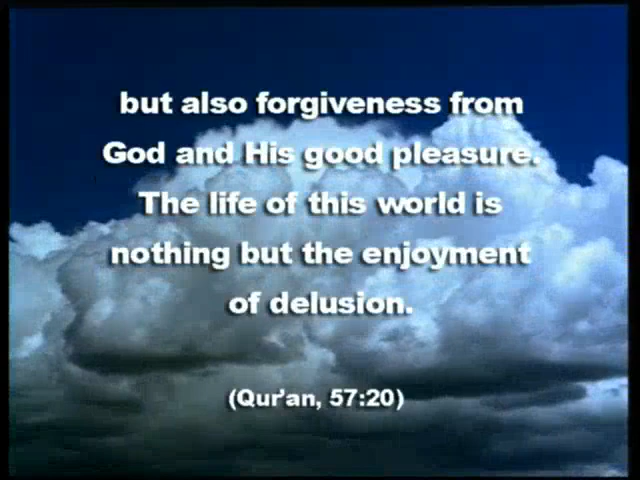 but also forgiveness from
God and His good pleasure.
The life of this world is
nothing but the enjoyment
of delusion.
(Qur'an, 57:20)